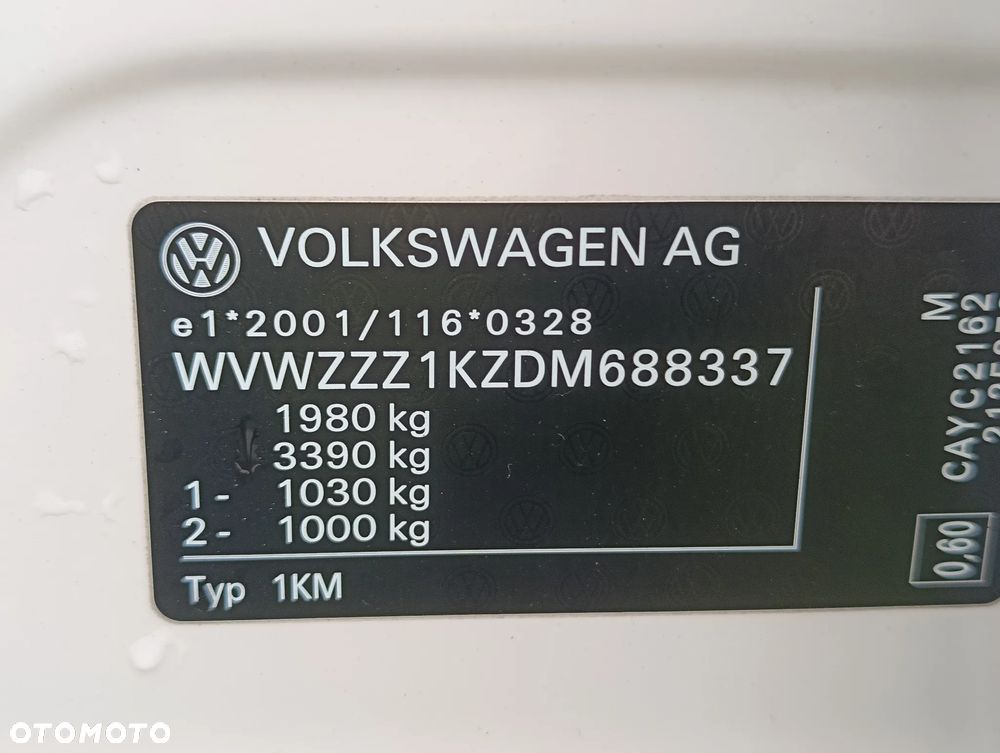 VOLKSWAGEN AG
e1*2001/116*0328
WVWZZZ1KZDM688337
1980 kg
3390 kg
1- 1030 kg
2- 1000 kg
Typ 1KM
M
CAYC2162
0,60
OTOMOTO